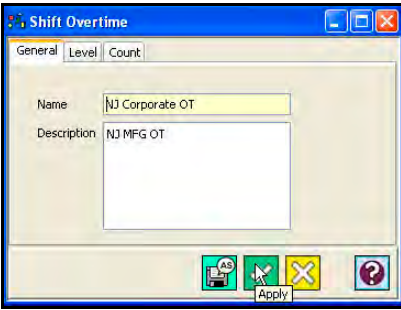 Shift Overtime
General Level Count
Name NJ Corporate OT
Description NJ MFG OT
AS
?
Apply